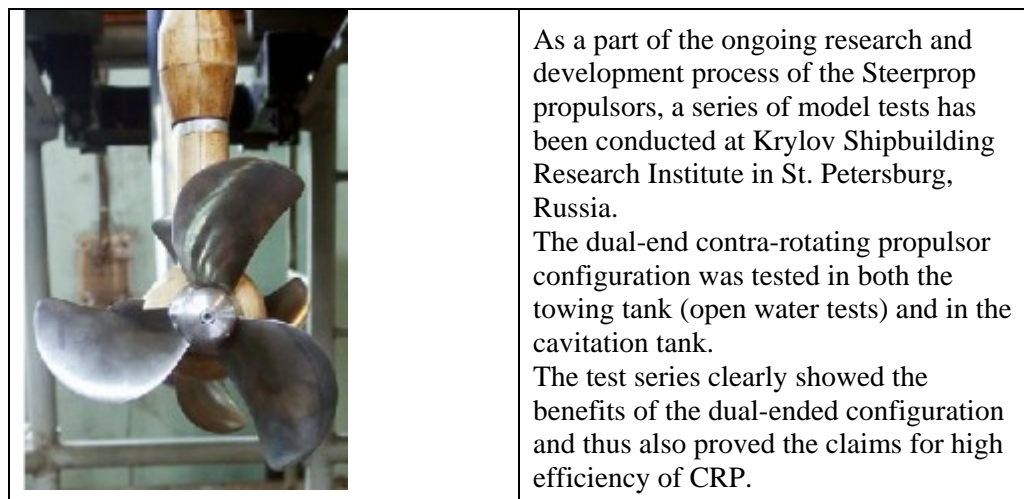 As a part of the ongoing research and
development process of the Steerprop
propulsors, a series of model tests has
been conducted at Krylov Shipbuilding
Research Institute in St. Petersburg,
Russia.
The dual-end contra-rotating propulsor
configuration was tested in both the
towing tank (open water tests) and in the
cavitation tank.
The test series clearly showed the
benefits of the dual-ended configuration
and thus also proved the claims for high
efficiency of CRP.